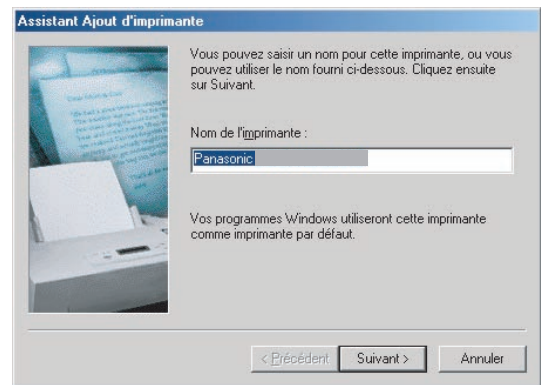 Assistant Ajout d'imprimante
Vous pouvez saisir un nom pour cette imprimante, ou vous
pouvez utiliser le nom fourni ci-dessous. Cliquez ensuite
sur Suivant.
Nom de l'imprimante :
Panasonic
Vos programmes Windows utiliseront cette imprimante
comme imprimante par défaut.
< Précédent
Suivant >
Annuler